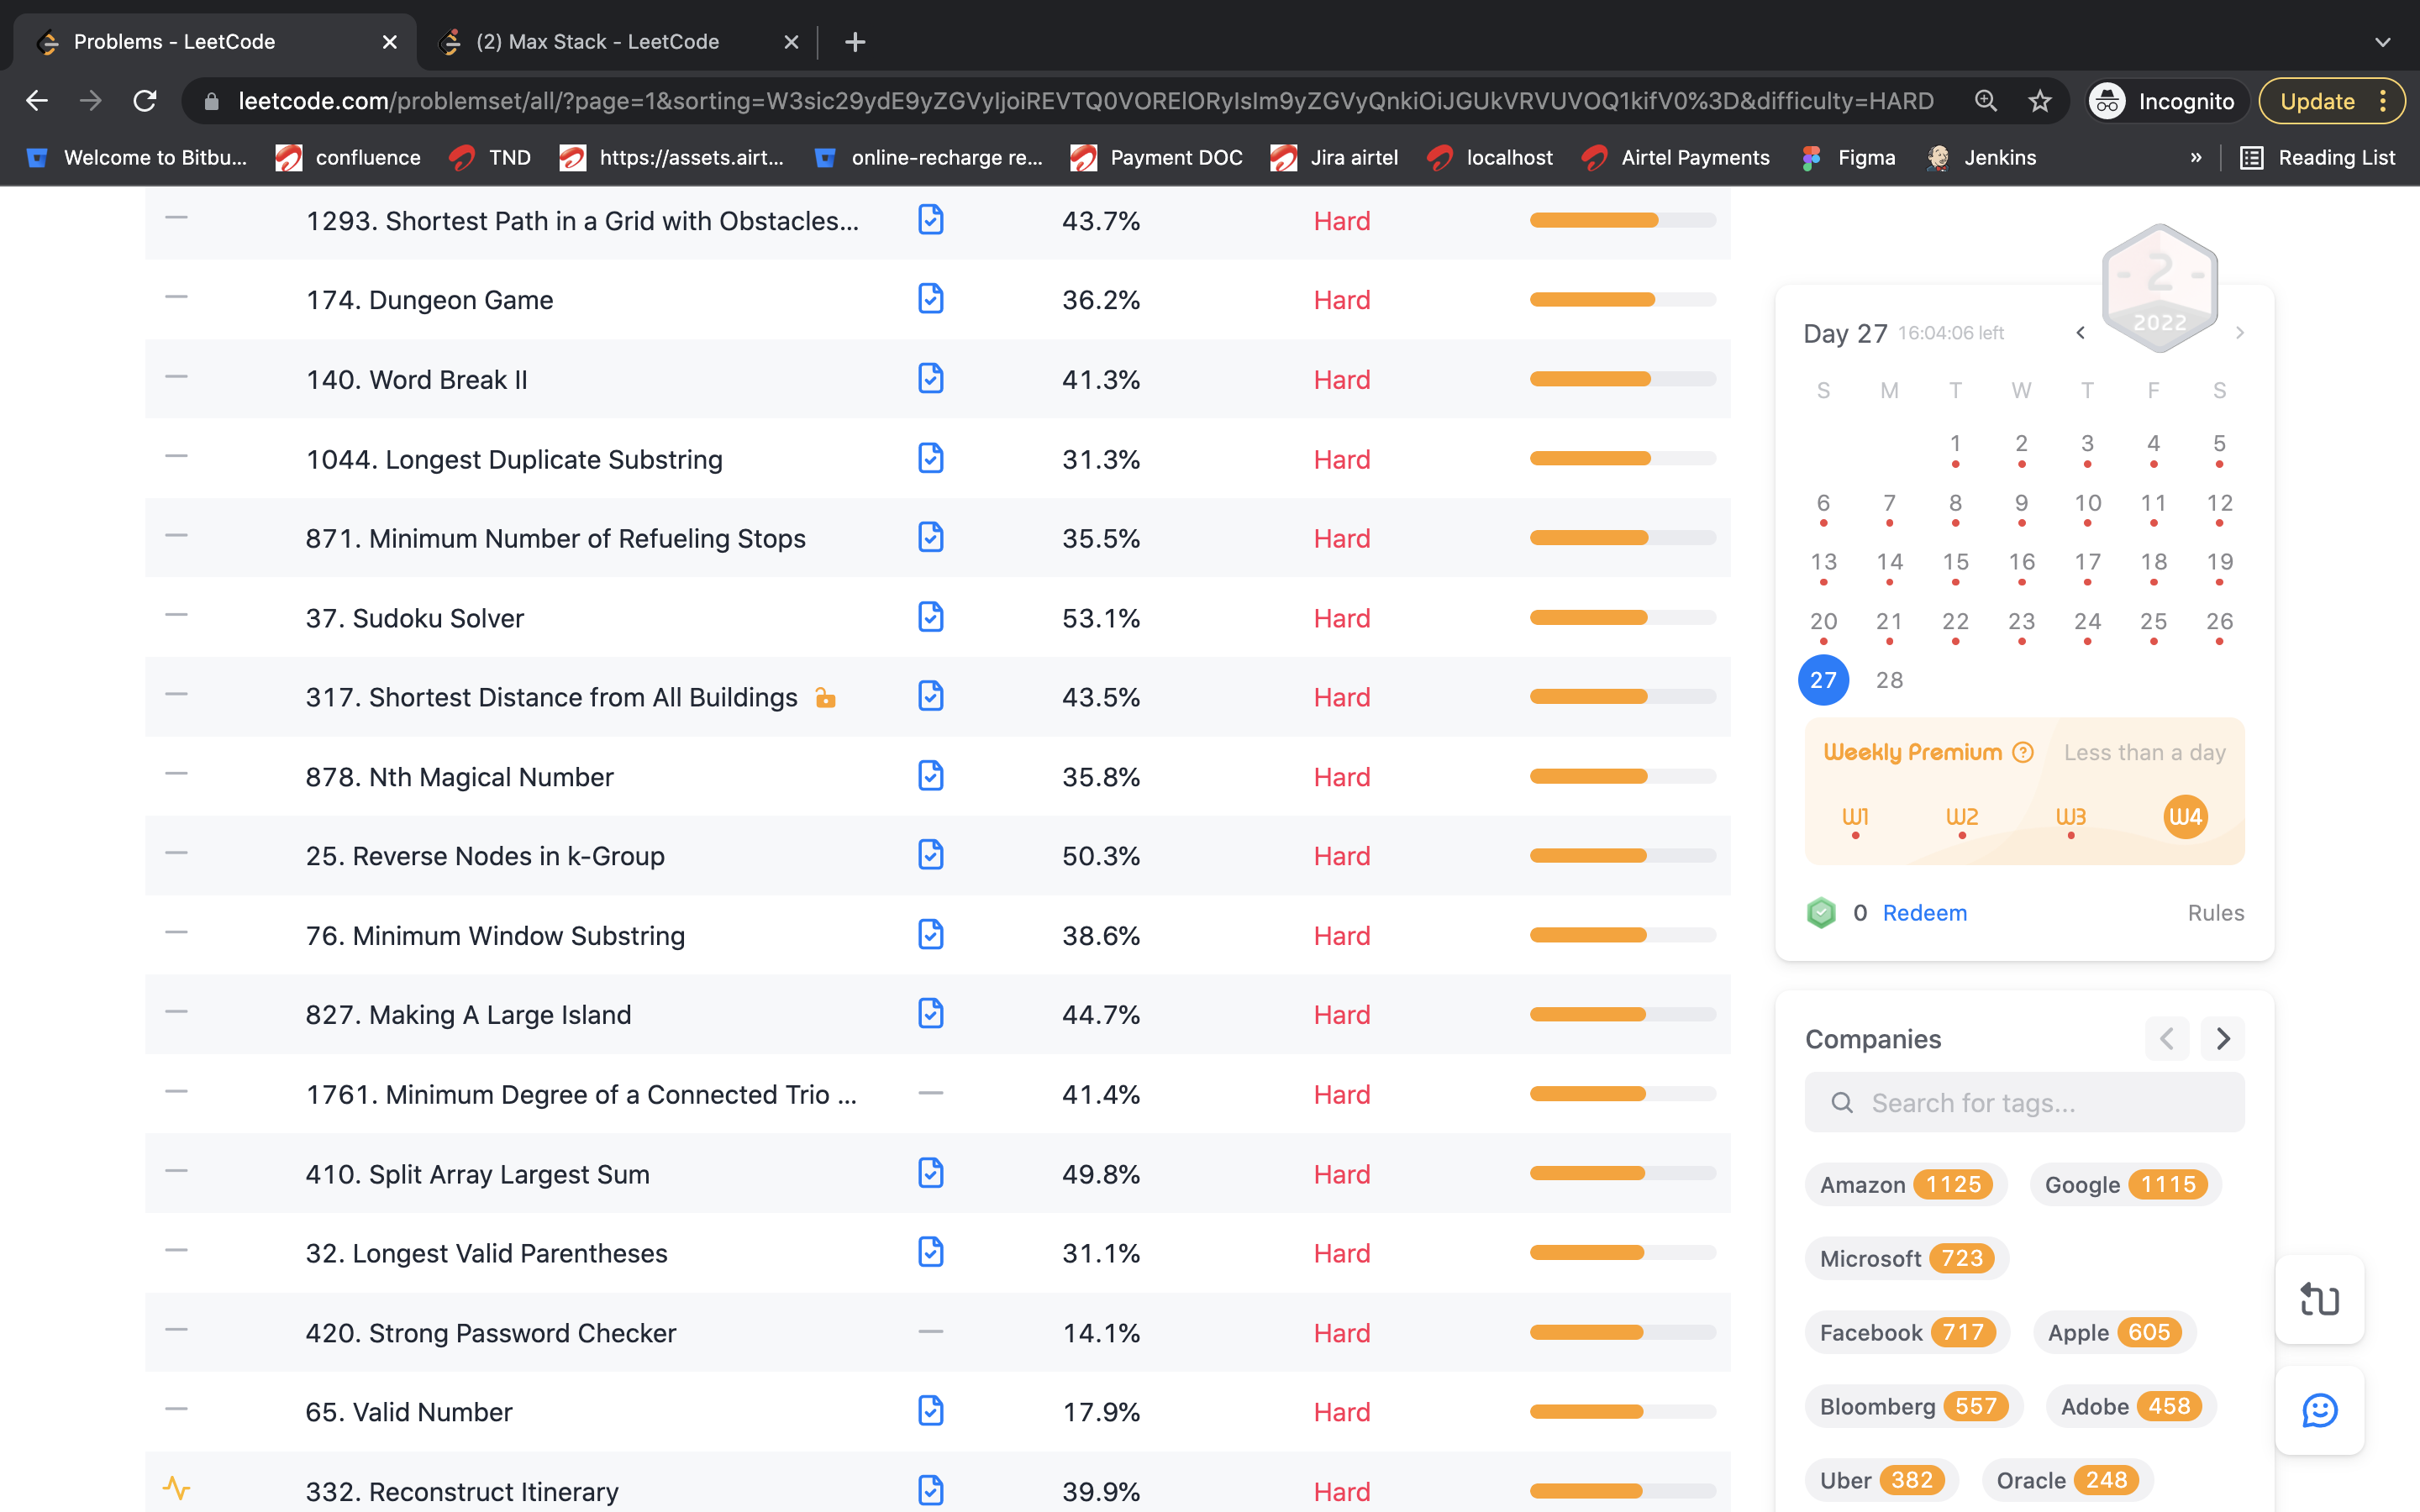 Problems - LeetCode
(2) Max Stack - LeetCode
leetcode.com/problemset/all/?page=1&sorting=W3sic29ydE9yZGVyIjoiREVTQ0VORElORyIsIm9yZGVyQnkiOiJGUkVRVUVOQ1kifV0%3D&difficulty=HARD
Incognito
Update
Welcome to Bitbu...
confluence
TND
https://assets.airt...
online-recharge re...
Payment DOC
Jira airtel
localhost
Airtel Payments
Figma
Jenkins
»
Reading List
1293. Shortest Path in a Grid with Obstacles... 43.7% Hard
174. Dungeon Game 36.2% Hard
140. Word Break II 41.3% Hard
1044. Longest Duplicate Substring 31.3% Hard
871. Minimum Number of Refueling Stops 35.5% Hard
37. Sudoku Solver 53.1% Hard
317. Shortest Distance from All Buildings 43.5% Hard
878. Nth Magical Number 35.8% Hard
25. Reverse Nodes in k-Group 50.3% Hard
76. Minimum Window Substring 38.6% Hard
827. Making A Large Island 44.7% Hard
1761. Minimum Degree of a Connected Trio ... 41.4% Hard
410. Split Array Largest Sum 49.8% Hard
32. Longest Valid Parentheses 31.1% Hard
420. Strong Password Checker 14.1% Hard
65. Valid Number 17.9% Hard
332. Reconstruct Itinerary 39.9% Hard
- 2 -
2022
Day 27 16:04:06 left
S M T W T F S
1 2 3 4 5
6 7 8 9 10 11 12
13 14 15 16 17 18 19
20 21 22 23 24 25 26
27 28
Weekly Premium ? Less than a day
W1 W2 W3 W4
0 Redeem Rules
Companies
Search for tags...
Amazon 1125 Google 1115
Microsoft 723
Facebook 717 Apple 605
Bloomberg 557 Adobe 458
Uber 382 Oracle 248